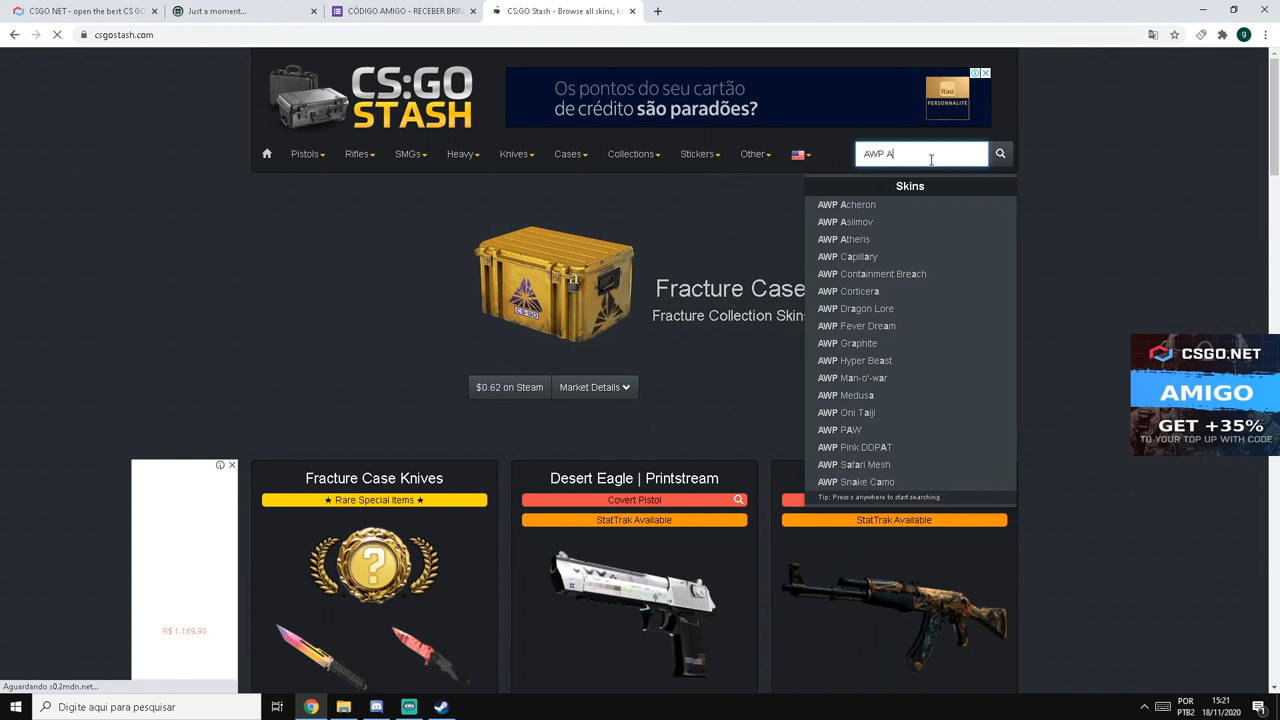 CSGO NET - open the best CS GO
Just a moment...
CÓDIGO AMIGO - RECEBER BRIN
CS:GO Stash - Browse all skins, kn
csgostash.com
g
CS:GO
STASH
Os pontos do seu cartão
de crédito são paradões?
Itaú
PERSONNALITÉ
Pistols
Rifles
SMGs
Heavy
Knives
Cases
Collections
Stickers
Other
AWP A
Skins
AWP Acheron
AWP Asiimov
AWP Atheris
AWP Capillary
AWP Containment Breach
AWP Corticera
AWP Dragon Lore
AWP Fever Dream
AWP Graphite
AWP Hyper Beast
AWP Man-o'-war
AWP Medusa
AWP Oni Taiji
AWP PAW
AWP Pink DDPAT
AWP Safari Mesh
AWP Snake Camo
Tip: Press s anywhere to start searching
Fracture Case
Fracture Collection Skins
CS:GO
$0.62 on Steam
Market Details
CSGO.NET
AMIGO
GET +35%
TO YOUR TOP UP WITH CODE
Fracture Case Knives
★ Rare Special Items ★
?
Desert Eagle | Printstream
Covert Pistol
StatTrak Available
StatTrak Available
R$ 1.169,90
Aguardando s0.2mdn.net...
Digite aqui para pesquisar
POR
PTB2
15:21
18/11/2020
1